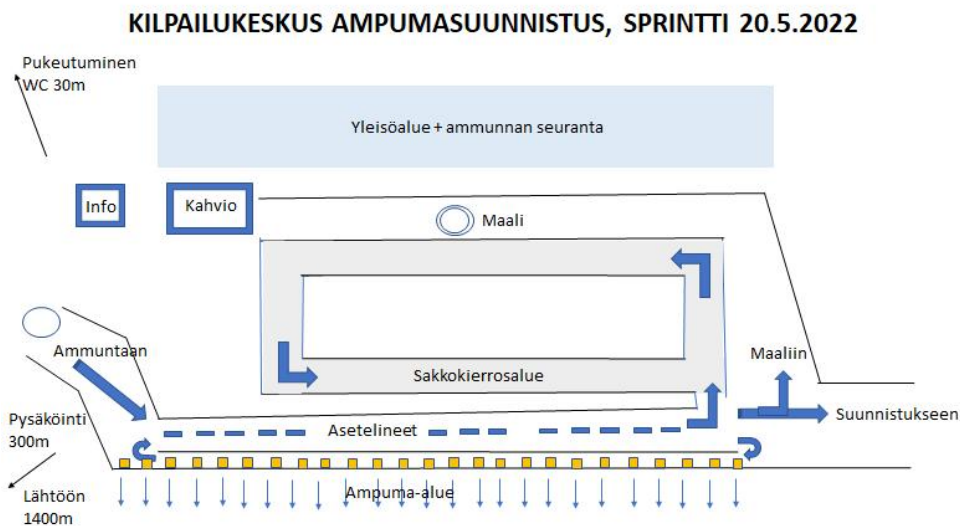 KILPAILUKESKUS AMPUMASUUNNISTUS, SPRINTTI 20.5.2022
Pukeutuminen
WC 30m
Yleisöalue + ammunnan seuranta
Info
Kahvio
Maali
Ammuntaan
Maaliin
Sakkokierrosalue
Suunnistukseen
Pysäköinti
300m
Asetelineet
Ampuma-alue
Lähtöön
1400m